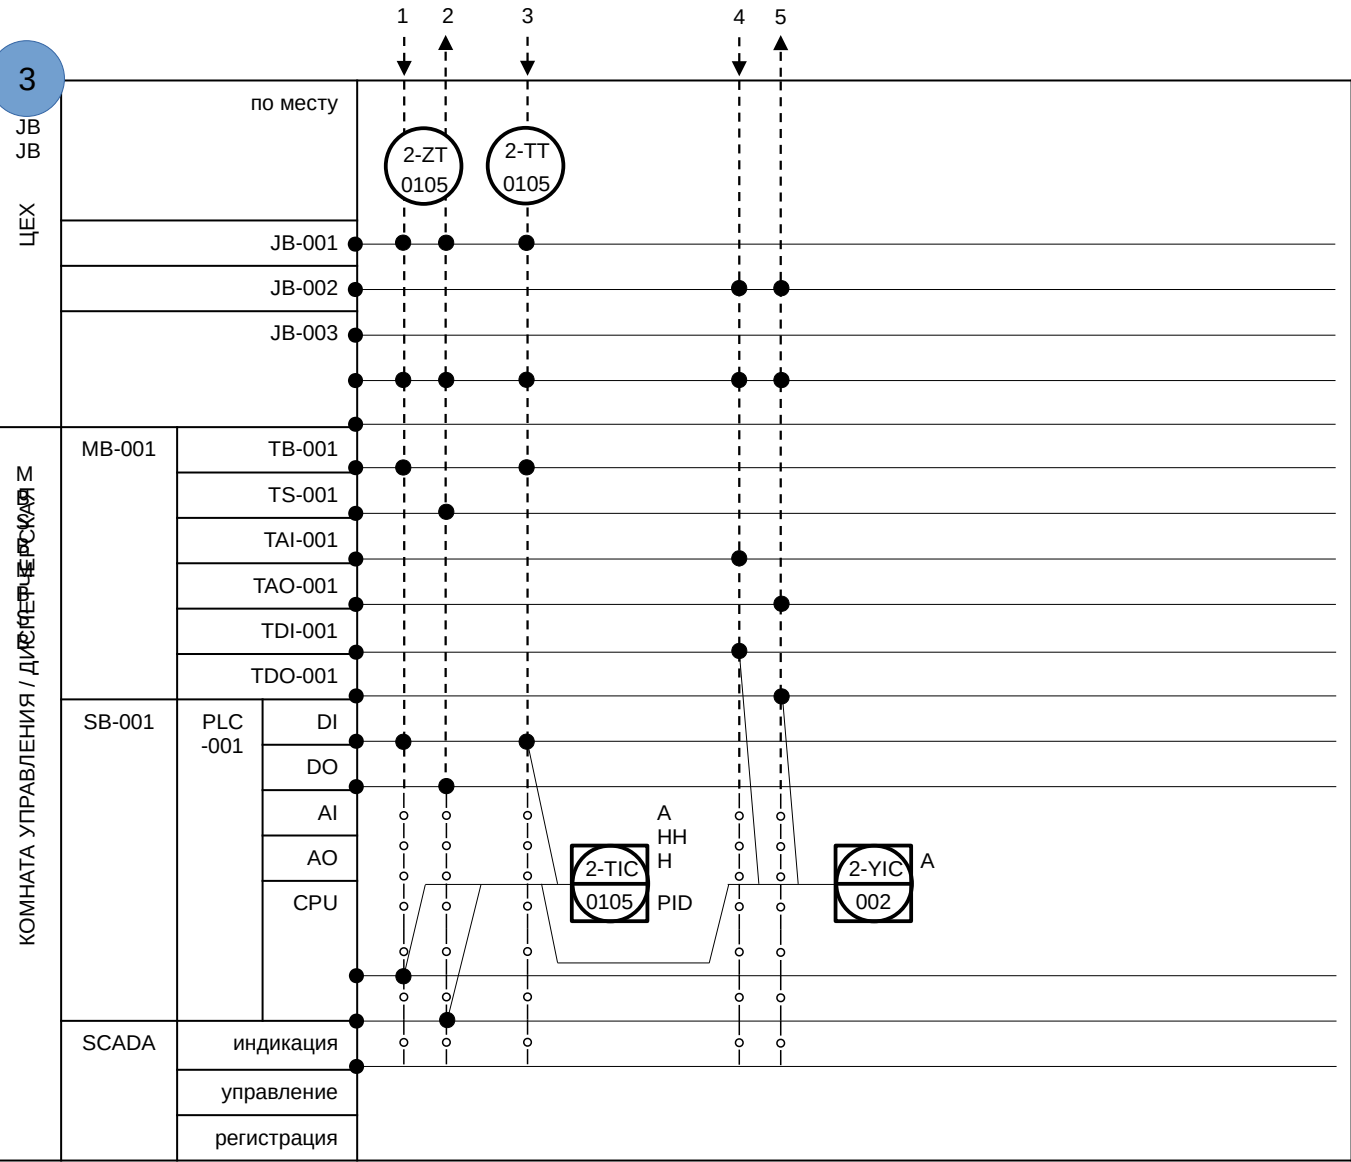 1 2 3 4 5
3
JB
JB
ЦЕХ
по месту
2-ZT
0105
2-TT
0105
JB-001
JB-002
JB-003
КОМНАТА УПРАВЛЕНИЯ / ДИСПЕТЧЕРСКАЯ
MB-001
TB-001
TS-001
TAI-001
TAO-001
TDI-001
TDO-001
SB-001
PLC
-001
DI
DO
AI
AO
CPU
2-TIC
0105
A
HH
H
PID
2-YIC
002
A
SCADA
индикация
управление
регистрация